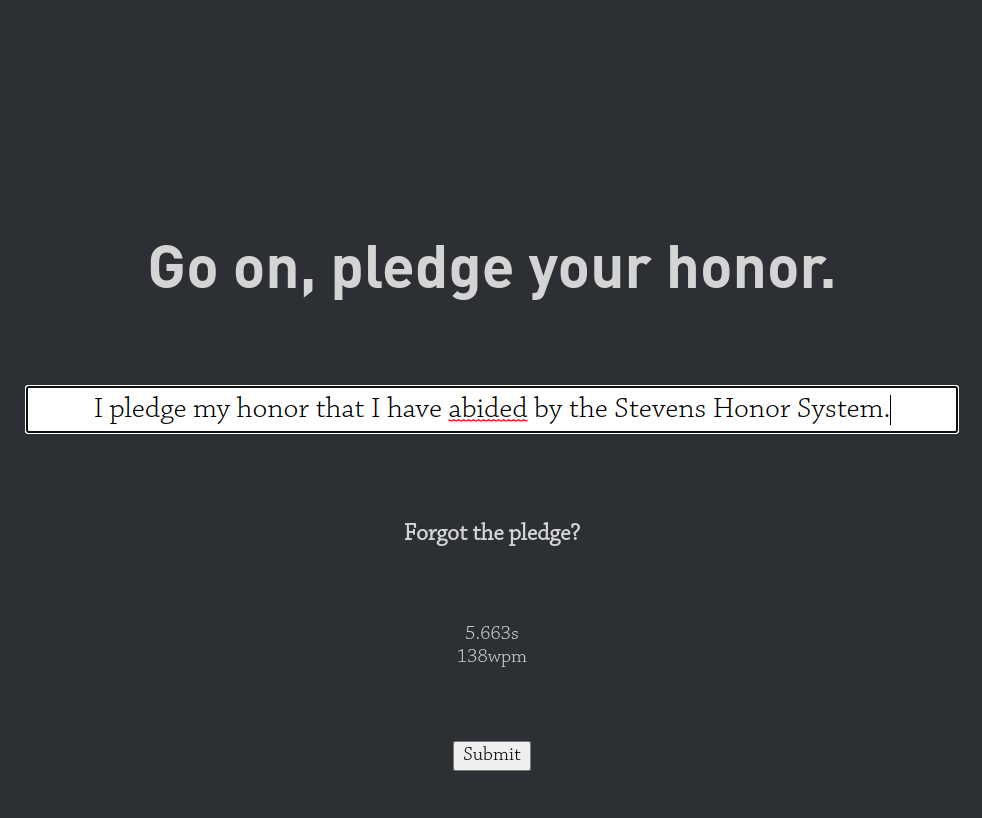 Go on, pledge your honor.
I pledge my honor that I have abided by the Stevens Honor System.
Forgot the pledge?
5.663s
138wpm
Submit